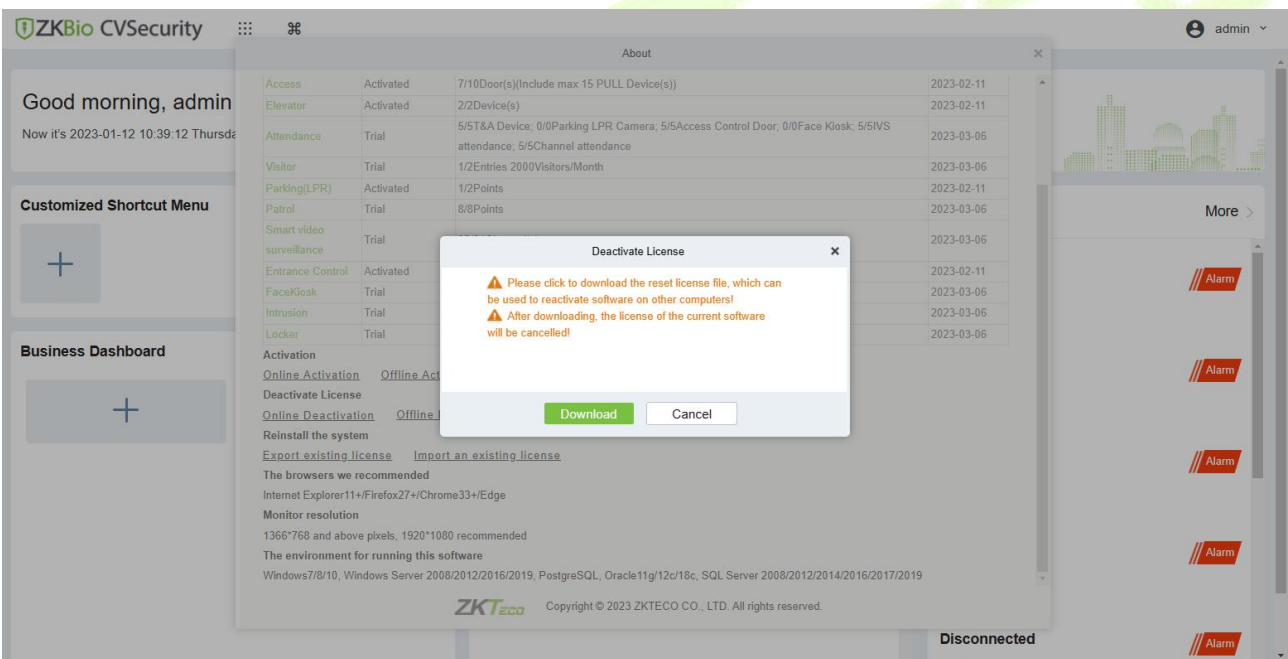 ZKBio CVSecurity
admin
About
Good morning, admin
Now it's 2023-01-12 10:39:12 Thursda
Customized Shortcut Menu
Business Dashboard
Access Activated 7/10Door(s)(Include max 15 PULL Device(s)) 2023-02-11
Elevator Activated 2/2Device(s) 2023-02-11
Attendance Trial 5/5T&A Device; 0/0Parking LPR Camera; 5/5Access Control Door; 0/0Face Kiosk; 5/5IVS 2023-03-06
attendance; 5/5Channel attendance
Visitor Trial 1/2Entries 2000Visitors/Month 2023-03-06
Parking(LPR) Activated 1/2Points 2023-02-11
Patrol Trial 8/8Points 2023-03-06
Smart video
surveillance Trial 2023-03-06
Entrance Control Activated 2023-02-11
FaceKiosk Trial 2023-03-06
Intrusion Trial 2023-03-06
Locker Trial 2023-03-06
Deactivate License
Please click to download the reset license file, which can
be used to reactivate software on other computers!
After downloading, the license of the current software
will be cancelled!
Download Cancel
Activation
Online Activation Offline Act
Deactivate License
Online Deactivation Offline
Reinstall the system
Export existing license Import an existing license
The browsers we recommended
Internet Explorer11+/Firefox27+/Chrome33+/Edge
Monitor resolution
1366*768 and above pixels, 1920*1080 recommended
The environment for running this software
Windows7/8/10, Windows Server 2008/2012/2016/2019, PostgreSQL, Oracle11g/12c/18c, SQL Server 2008/2012/2014/2016/2017/2019
ZKTeco Copyright © 2023 ZKTECO CO., LTD. All rights reserved.
More
Alarm
Alarm
Alarm
Alarm
Disconnected
Alarm